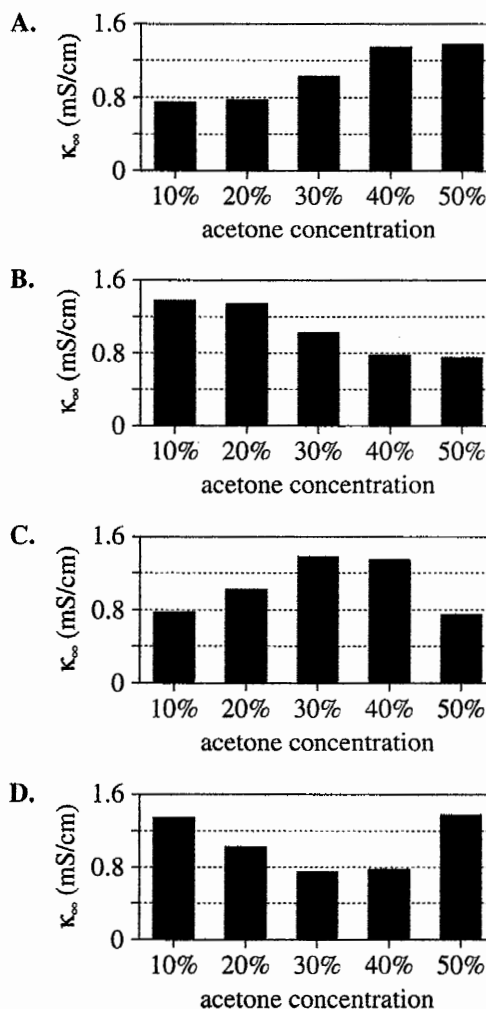 A.
κ∞ (mS/cm)
1.6
0.8
0
10% 20% 30% 40% 50%
acetone concentration
B.
κ∞ (mS/cm)
1.6
0.8
0
10% 20% 30% 40% 50%
acetone concentration
C.
κ∞ (mS/cm)
1.6
0.8
0
10% 20% 30% 40% 50%
acetone concentration
D.
κ∞ (mS/cm)
1.6
0.8
0
10% 20% 30% 40% 50%
acetone concentration